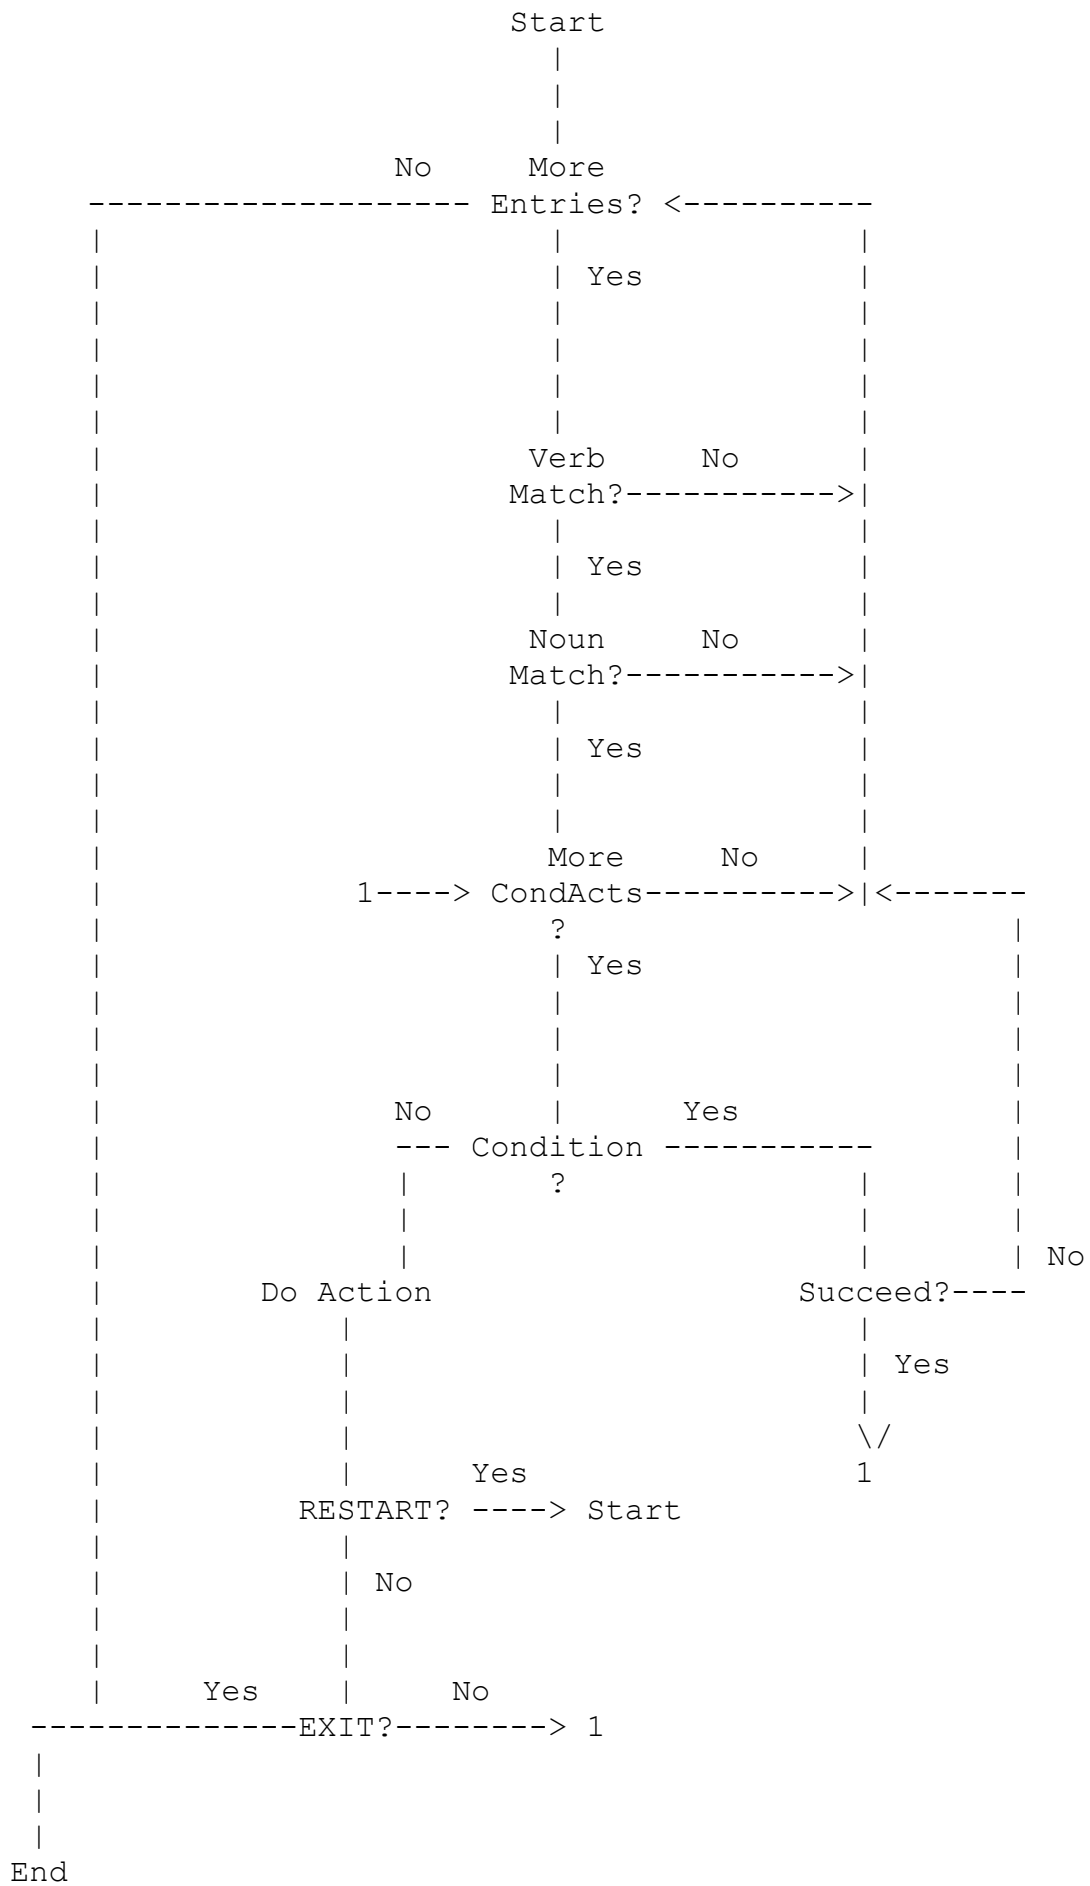 Start
No More
Entries?
Yes
Verb No
Match?
Yes
Noun No
Match?
Yes
More No
1----> CondActs
?
Yes
No Yes
Condition
?
No
Do Action Succeed?
Yes
Yes 1
RESTART? ----> Start
No
Yes No
EXIT?--------> 1
End